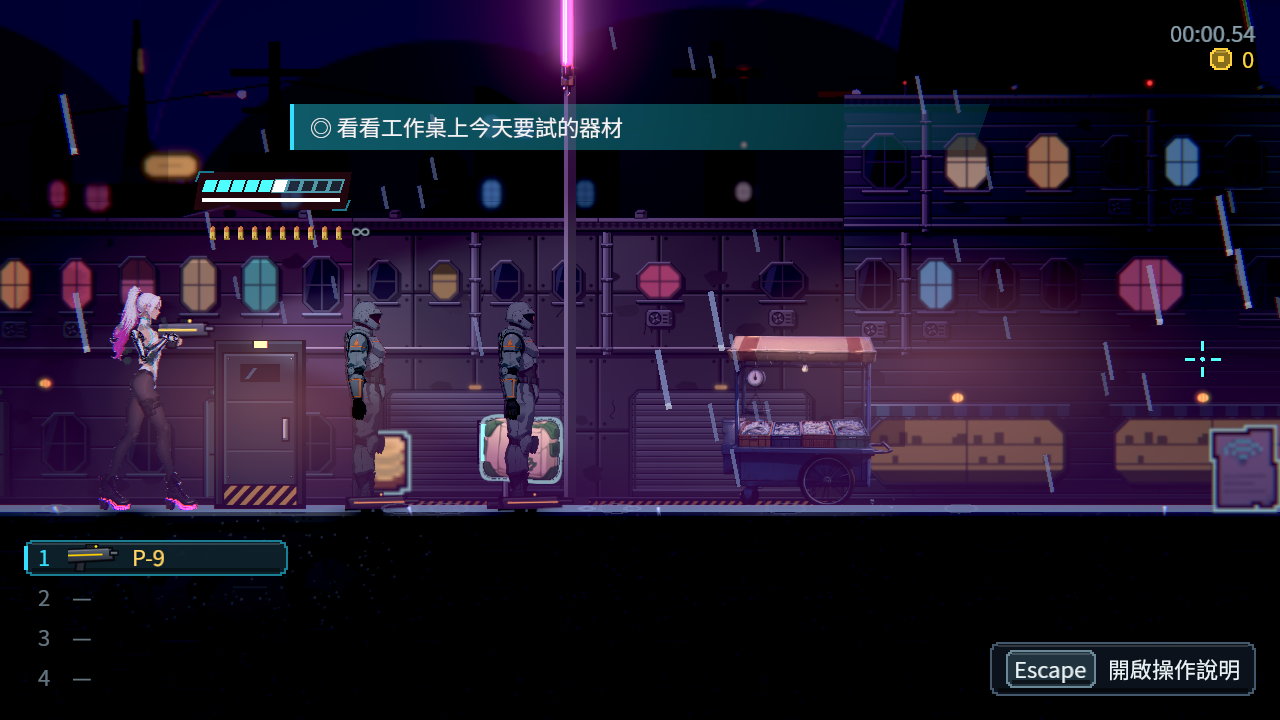 00:00.54
0
◎ 看看工作桌上今天要試的器材
∞
1 P-9
2 —
3 —
4 —
Escape 開啟操作說明